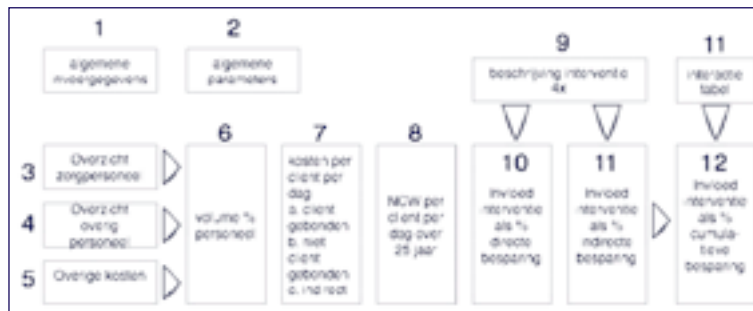 1
algemene
invoergegevens
2
algemene
parameters
9
beschrijving interventie
4x
11
interactie
tabel
3
Overzicht
zorgpersoneel
4
Overzicht
overig
personeel
5
Overige kosten
6
volume %
personeel
7
kosten per
client per
dag
a. client
gebonden
b. niet
client
gebonden
c. indirect
8
NCW per
client per
dag over
25 jaar
10
Invloed
interventie
als %
directe
besparing
11
Invloed
interventie
als %
indirecte
besparing
12
Invloed
interventie
als %
cumula-
tieve
besparing